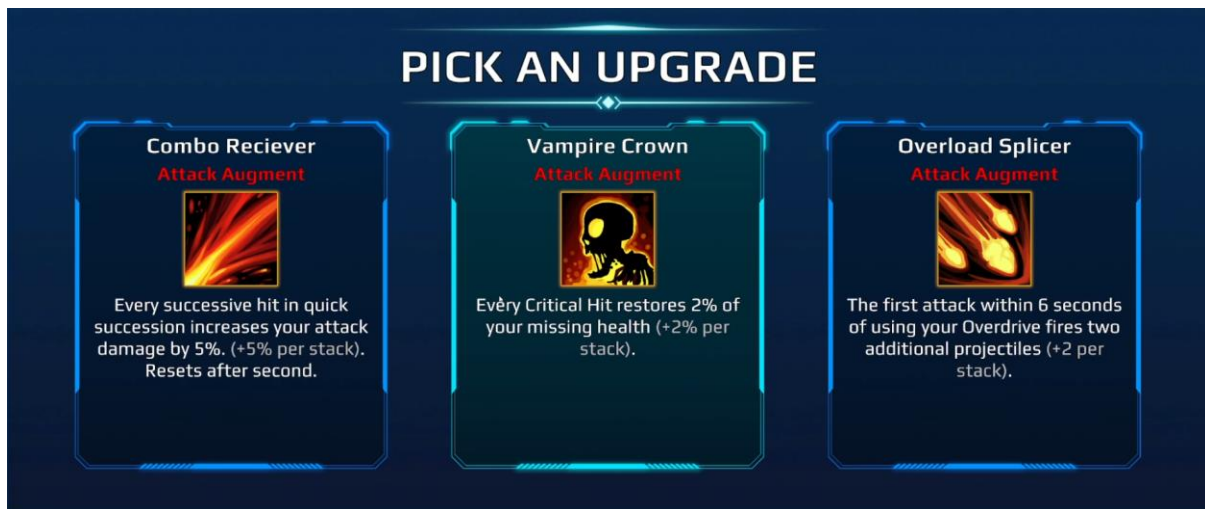 PICK AN UPGRADE
Combo Reciever
Attack Augment
Every successive hit in quick
succession increases your attack
damage by 5%. (+5% per stack).
Resets after second.
Vampire Crown
Attack Augment
Every Critical Hit restores 2% of
your missing health (+2% per
stack).
Overload Splicer
Attack Augment
The first attack within 6 seconds
of using your Overdrive fires two
additional projectiles (+2 per
stack).